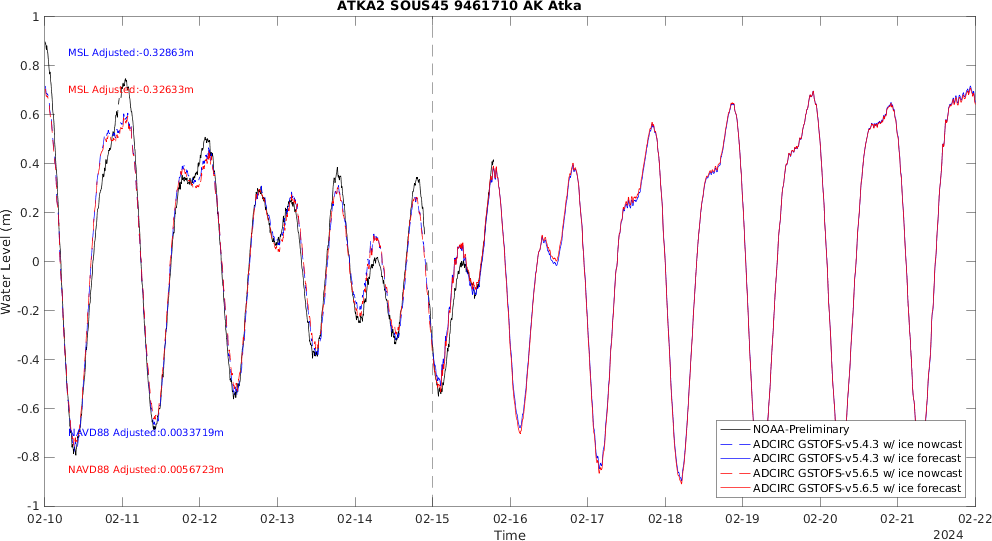 ATKA2 SOUS45 9461710 AK Atka
1
0.8
0.6
0.4
0.2
0
-0.2
-0.4
-0.6
-0.8
-1
Water Level (m)
MSL Adjusted:-0.32863m
MSL Adjusted:-0.32633m
NAVD88 Adjusted:0.0033719m
NAVD88 Adjusted:0.0056723m
NOAA-Preliminary
ADCIRC GSTOFS-v5.4.3 w/ ice nowcast
ADCIRC GSTOFS-v5.4.3 w/ ice forecast
ADCIRC GSTOFS-v5.6.5 w/ ice nowcast
ADCIRC GSTOFS-v5.6.5 w/ ice forecast
02-10 02-11 02-12 02-13 02-14 02-15 02-16 02-17 02-18 02-19 02-20 02-21 02-22
Time
2024